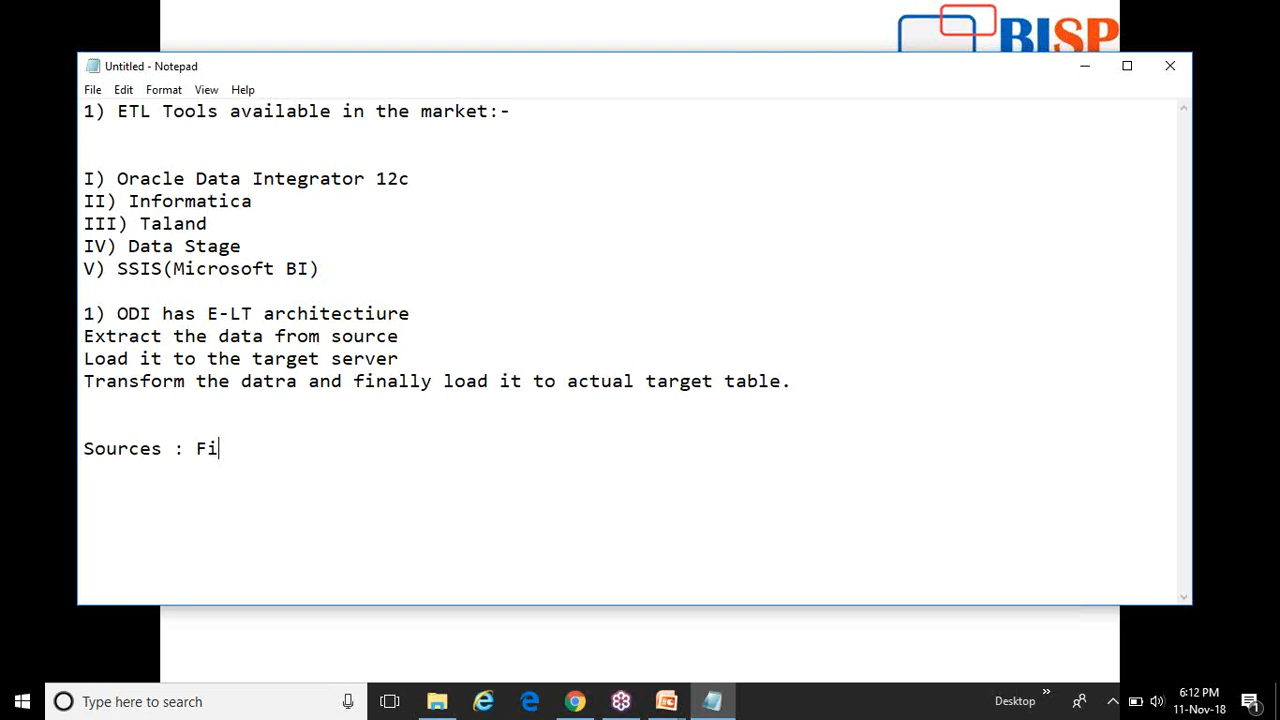 BISP
Untitled - Notepad
File Edit Format View Help
1) ETL Tools available in the market:-
I) Oracle Data Integrator 12c
II) Informatica
III) Taland
IV) Data Stage
V) SSIS(Microsoft BI)
1) ODI has E-LT architectiure
Extract the data from source
Load it to the target server
Transform the datra and finally load it to actual target table.
Sources : Fi
Type here to search
Desktop
6:12 PM
11-Nov-18
1